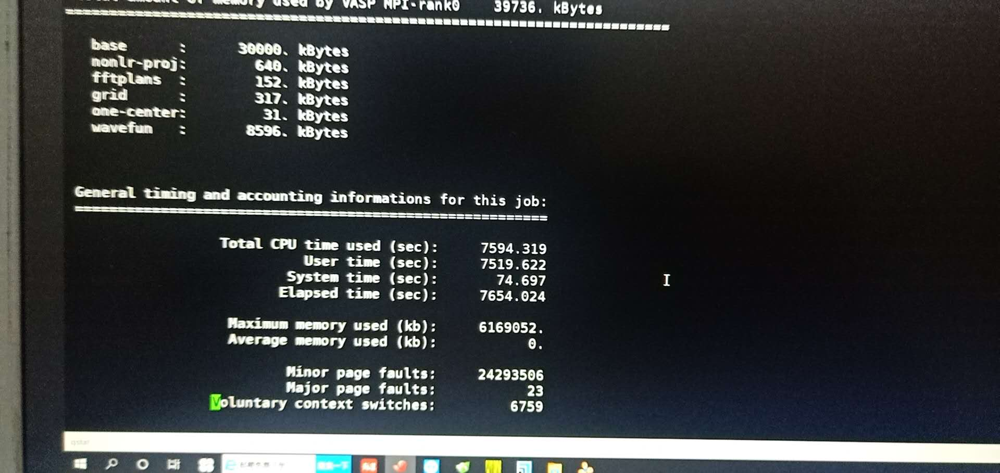 memory used by VASP MPI-rank0 39736. kBytes
========================================================================
base : 30000. kBytes
nonlr-proj: 640. kBytes
fftplans : 152. kBytes
grid : 317. kBytes
one-center: 31. kBytes
wavefun : 8596. kBytes
General timing and accounting informations for this job:
========================================================
Total CPU time used (sec): 7594.319
User time (sec): 7519.622
System time (sec): 74.697
Elapsed time (sec): 7654.024
Maximum memory used (kb): 6169052.
Average memory used (kb): 0.
Minor page faults: 24293506
Major page faults: 23
Voluntary context switches: 6759
qstat